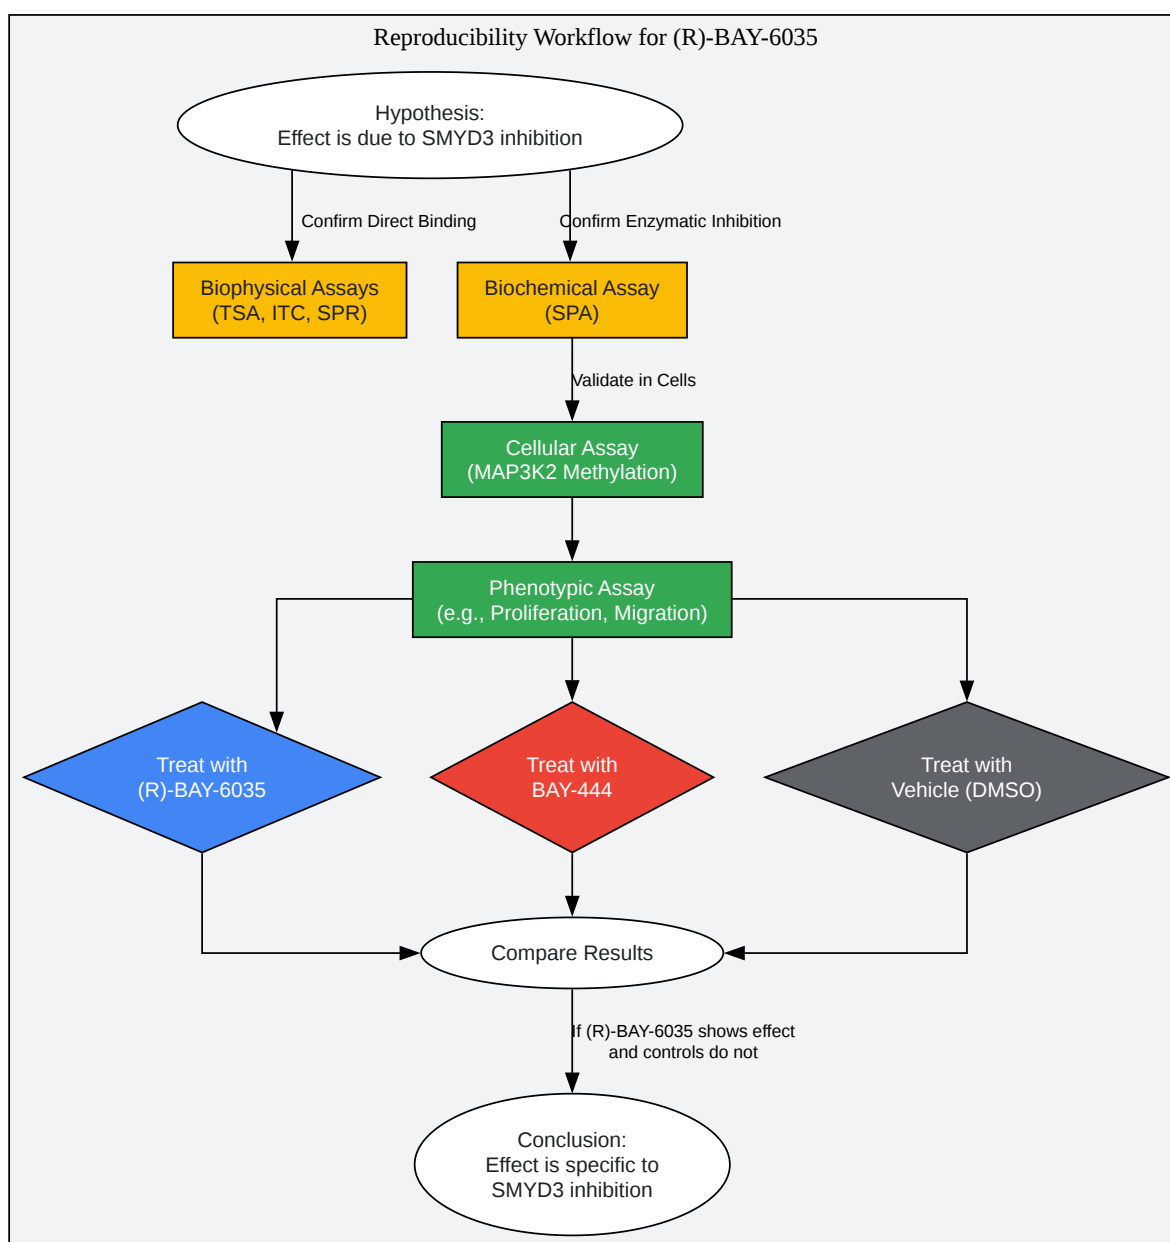 Reproducibility Workflow for (R)-BAY-6035
Hypothesis:
Effect is due to SMYD3 inhibition
Confirm Direct Binding
Confirm Enzymatic Inhibition
Biophysical Assays
(TSA, ITC, SPR)
Biochemical Assay
(SPA)
Validate in Cells
Cellular Assay
(MAP3K2 Methylation)
Phenotypic Assay
(e.g., Proliferation, Migration)
Treat with
(R)-BAY-6035
Treat with
BAY-444
Treat with
Vehicle (DMSO)
Compare Results
If (R)-BAY-6035 shows effect
and controls do not
Conclusion:
Effect is specific to
SMYD3 inhibition